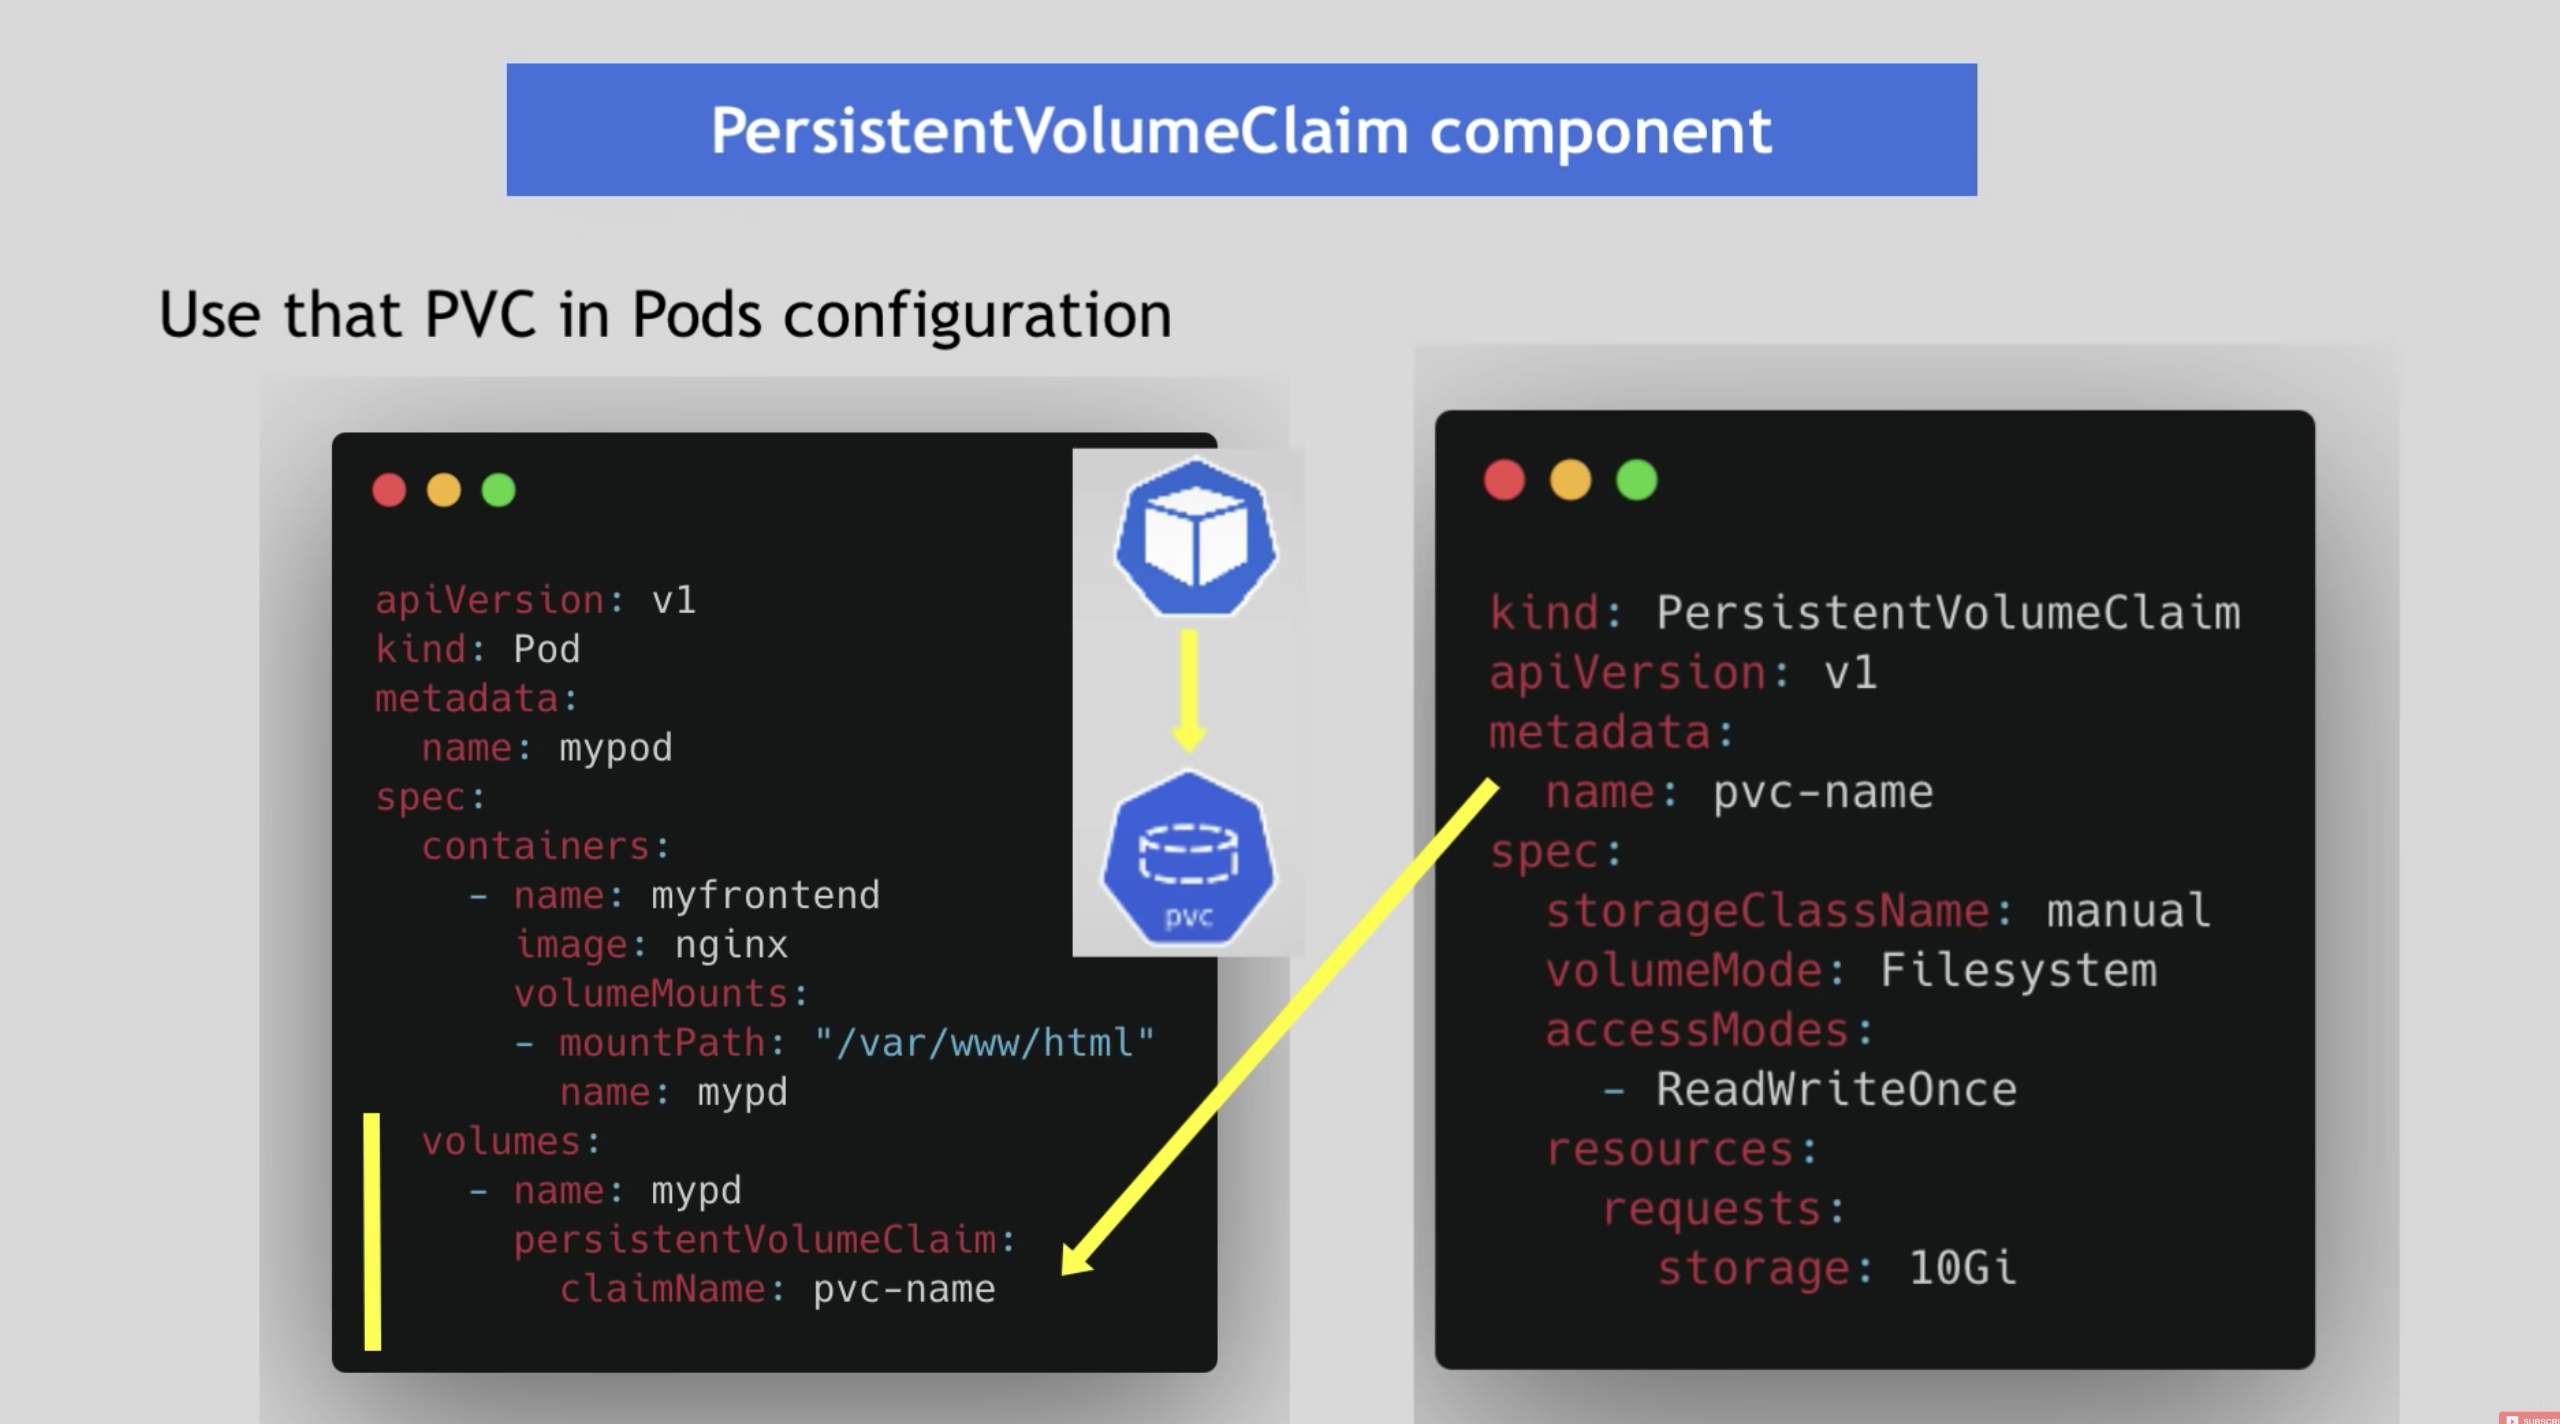 PersistentVolumeClaim component
Use that PVC in Pods configuration
apiVersion: v1
kind: Pod
metadata:
  name: mypod
spec:
  containers:
    - name: myfrontend
      image: nginx
      volumeMounts:
      - mountPath: "/var/www/html"
        name: mypd
  volumes:
    - name: mypd
      persistentVolumeClaim:
        claimName: pvc-name
pvc
kind: PersistentVolumeClaim
apiVersion: v1
metadata:
  name: pvc-name
spec:
  storageClassName: manual
  volumeMode: Filesystem
  accessModes:
    - ReadWriteOnce
  resources:
    requests:
      storage: 10Gi